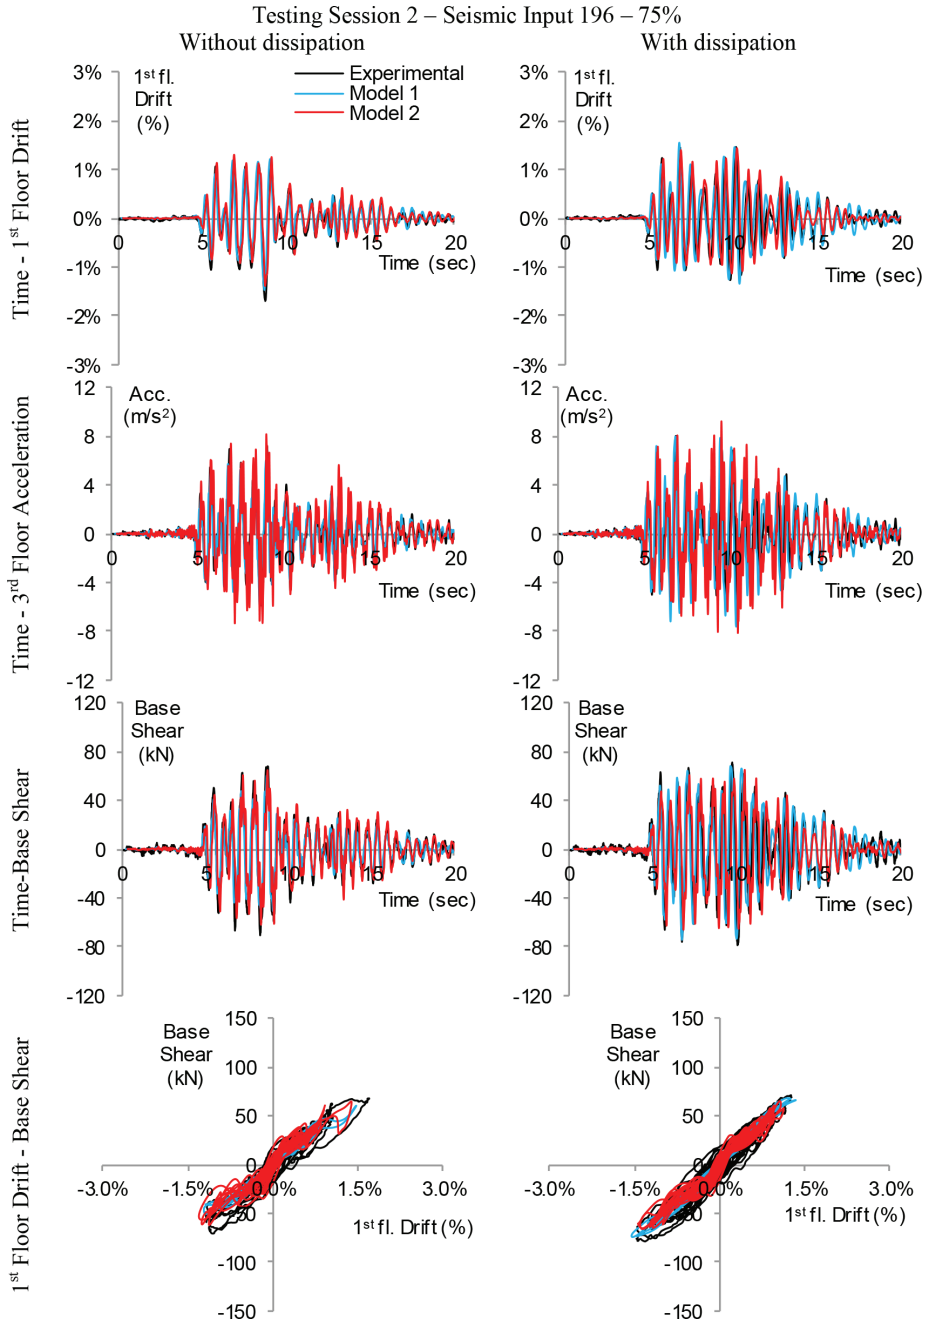 Testing Session 2 – Seismic Input 196 – 75%
Without dissipation
With dissipation
Time - 1st Floor Drift
3%
2%
1%
0%
-1%
-2%
-3%
1st fl.
Drift
(%)
Experimental
Model 1
Model 2
0
5
10
15
20
Time (sec)
3%
2%
1%
0%
-1%
-2%
-3%
1st fl.
Drift
(%)
0
5
10
15
20
Time (sec)
Time - 3rd Floor Acceleration
12
8
4
0
-4
-8
-12
Acc.
(m/s2)
0
5
10
15
20
Time (sec)
12
8
4
0
-4
-8
-12
Acc.
(m/s2)
0
5
10
15
20
Time (sec)
Time-Base Shear
120
80
40
0
-40
-80
-120
Base
Shear
(kN)
0
5
10
15
20
Time (sec)
120
80
40
0
-40
-80
-120
Base
Shear
(kN)
0
5
10
15
20
Time (sec)
1st Floor Drift - Base Shear
150
100
50
0
-50
-100
-150
Base
Shear
(kN)
-3.0%
-1.5%
0.0%
1.5%
3.0%
1st fl. Drift (%)
150
100
50
0
-50
-100
-150
Base
Shear
(kN)
-3.0%
-1.5%
0.0%
1.5%
3.0%
1st fl. Drift (%)